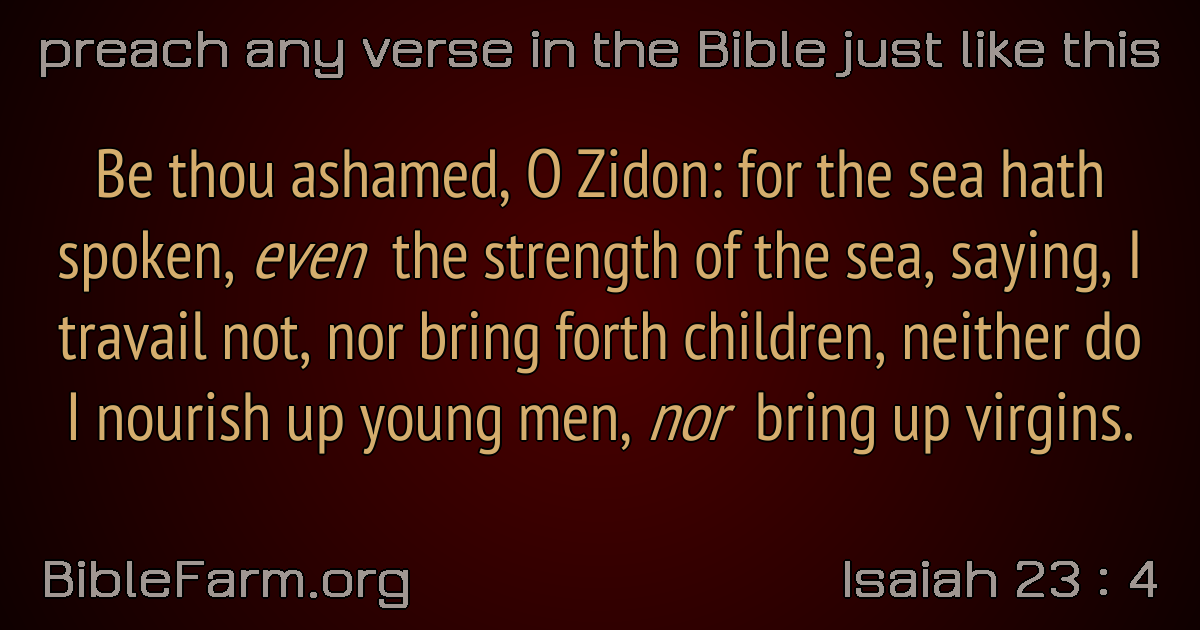 preach any verse in the Bible just like this
Be thou ashamed, O Zidon: for the sea hath
spoken, even the strength of the sea, saying, I
travail not, nor bring forth children, neither do
I nourish up young men, nor bring up virgins.
BibleFarm.org
Isaiah 23 : 4